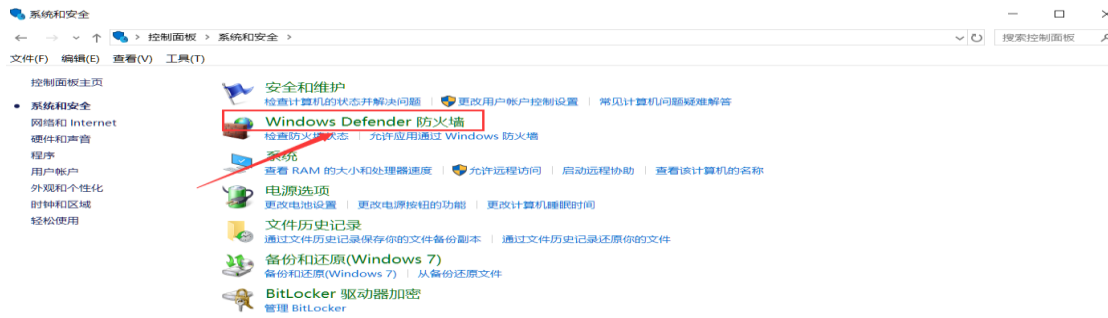 系统和安全
控制面板 > 系统和安全 >
搜索控制面板
文件(F) 编辑(E) 查看(V) 工具(T)
控制面板主页
系统和安全
网络和 Internet
硬件和声音
程序
用户帐户
外观和个性化
时钟和区域
轻松使用
安全和维护
检查计算机的状态并解决问题 更改用户帐户控制设置 常见计算机问题疑难解答
Windows Defender 防火墙
检查防火墙状态 允许应用通过 Windows 防火墙
系统
查看 RAM 的大小和处理器速度 允许远程访问 启动远程协助 查看该计算机的名称
电源选项
更改电池设置 更改电源按钮的功能 更改计算机睡眠时间
文件历史记录
通过文件历史记录保存你的文件备份副本 通过文件历史记录还原你的文件
备份和还原(Windows 7)
备份和还原(Windows 7) 从备份还原文件
BitLocker 驱动器加密
管理 BitLocker